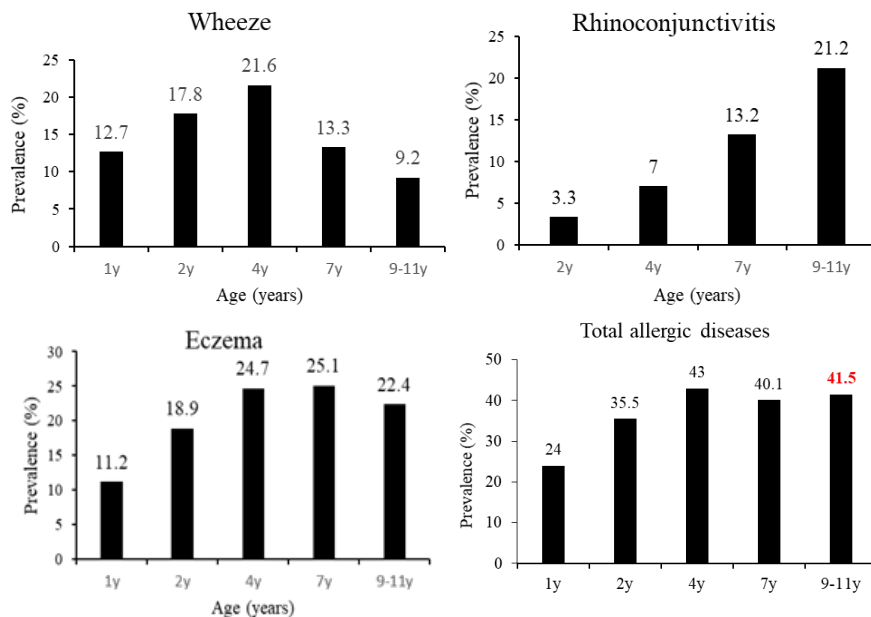 Wheeze
Prevalence (%)
25
20
15
10
5
0
12.7
17.8
21.6
13.3
9.2
1y 2y 4y 7y 9-11y
Age (years)
Rhinoconjunctivitis
Prevalence (%)
25
20
15
10
5
0
3.3
7
13.2
21.2
2y 4y 7y 9-11y
Age (years)
Eczema
Prevalence (%)
30
25
20
15
10
5
0
11.2
18.9
24.7
25.1
22.4
1y 2y 4y 7y 9-11y
Age (years)
Total allergic diseases
Prevalence (%)
50
40
30
20
10
0
24
35.5
43
40.1
41.5
1y 2y 4y 7y 9-11y